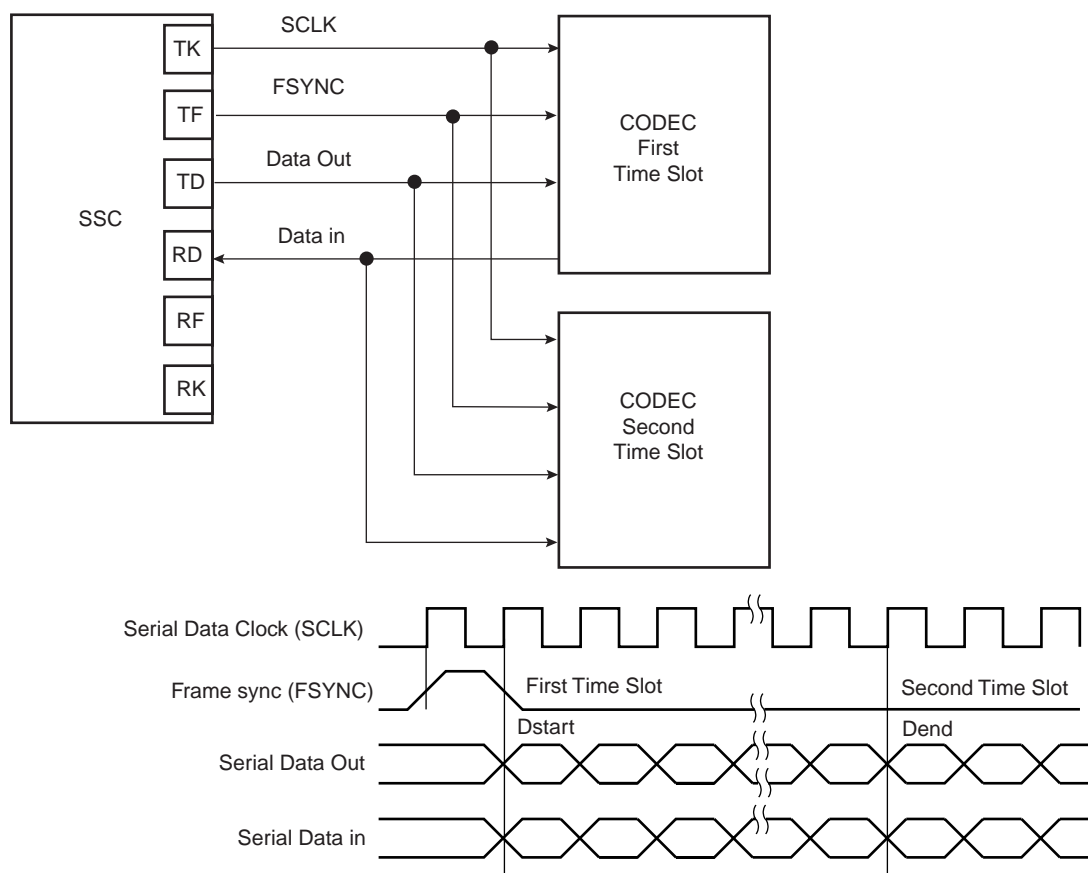 SSC
TK
TF
TD
RD
RF
RK
SCLK
FSYNC
Data Out
Data in
CODEC
First
Time Slot
CODEC
Second
Time Slot
Serial Data Clock (SCLK)
Frame sync (FSYNC)
First Time Slot
Second Time Slot
Dstart
Dend
Serial Data Out
Serial Data in